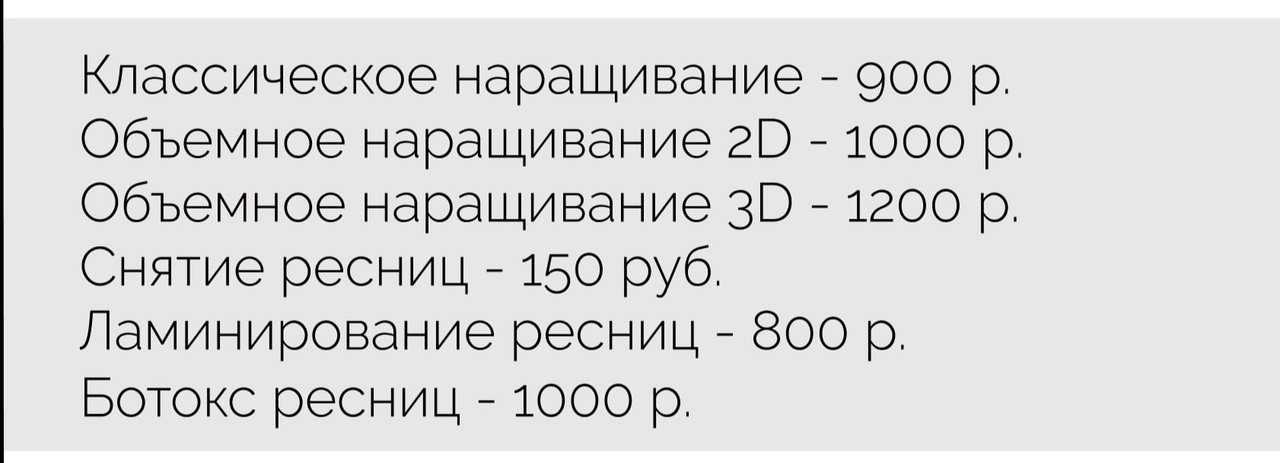 Классическое наращивание - 900 р.
Объемное наращивание 2D - 1000 р.
Объемное наращивание 3D - 1200 р.
Снятие ресниц - 150 руб.
Ламинирование ресниц - 800 р.
Ботокс ресниц - 1000 р.